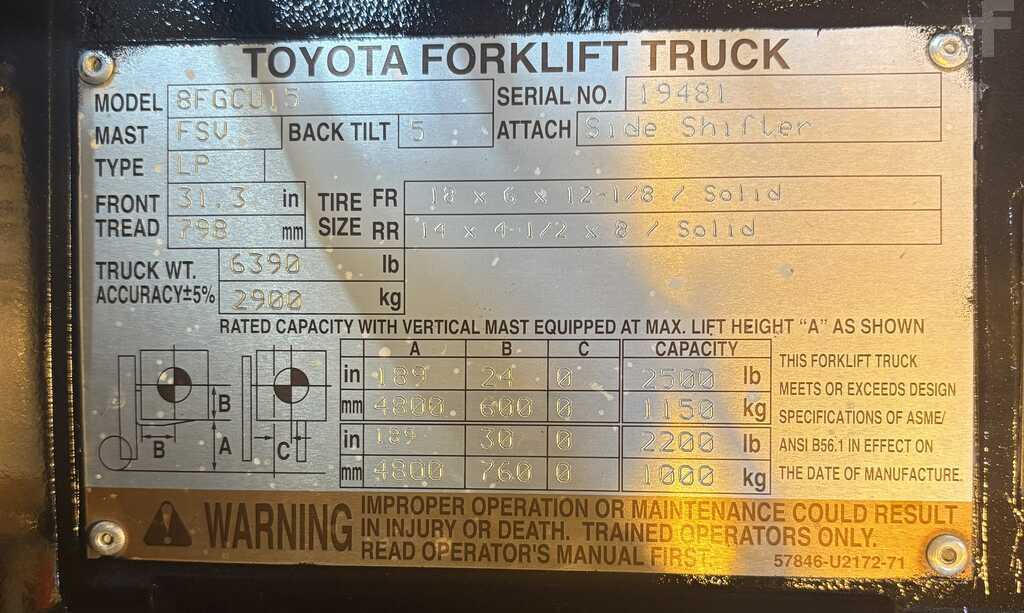 TOYOTA FORKLIFT TRUCK
MODEL 8FGCU15 SERIAL NO. 19481
MAST FSV BACK TILT 5 ATTACH Side Shifter
TYPE LP
FRONT TREAD 31.3 in TIRE SIZE FR 18 x 6 x 12-1/8 / Solid
798 mm RR 14 x 4-1/2 x 8 / Solid
TRUCK WT. 6390 lb
ACCURACY±5% 2900 kg
RATED CAPACITY WITH VERTICAL MAST EQUIPPED AT MAX. LIFT HEIGHT “A” AS SHOWN
A B C CAPACITY
in 189 24 0 2500 lb
mm 4800 600 0 1150 kg
in 189 30 0 2200 lb
mm 4800 760 0 1000 kg
B
B A C
THIS FORKLIFT TRUCK
MEETS OR EXCEEDS DESIGN
SPECIFICATIONS OF ASME/
ANSI B56.1 IN EFFECT ON
THE DATE OF MANUFACTURE.
WARNING
IMPROPER OPERATION OR MAINTENANCE COULD RESULT
IN INJURY OR DEATH. TRAINED OPERATORS ONLY.
READ OPERATOR'S MANUAL FIRST.
57846-U2172-71